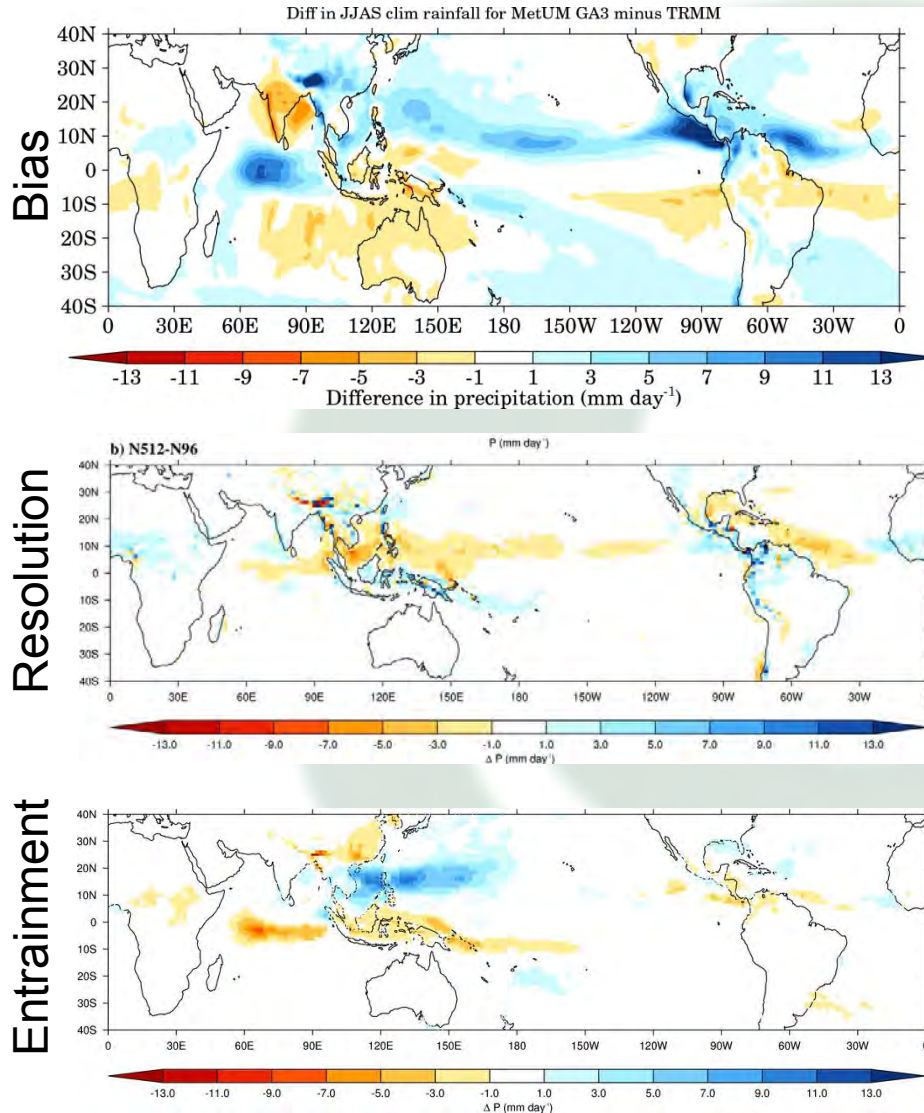 Diff in JJAS clim rainfall for MetUM GA3 minus TRMM
Bias
40N
30N
20N
10N
0
10S
20S
30S
40S
0 30E 60E 90E 120E 150E 180 150W 120W 90W 60W 30W 0
-13 -11 -9 -7 -5 -3 -1 1 3 5 7 9 11 13
Difference in precipitation (mm day-1)
Resolution
b) N512-N96
P (mm day-1)
40N
30N
20N
10N
0
10S
20S
30S
40S
0 30E 60E 90E 120E 150E 180 150W 120W 90W 60W 30W
-13.0 -11.0 -9.0 -7.0 -5.0 -3.0 -1.0 1.0 3.0 5.0 7.0 9.0 11.0 13.0
Δ P (mm day-1)
Entrainment
40N
30N
20N
10N
0
10S
20S
30S
40S
0 30E 60E 90E 120E 150E 180 150W 120W 90W 60W 30W
-13.0 -11.0 -9.0 -7.0 -5.0 -3.0 -1.0 1.0 3.0 5.0 7.0 9.0 11.0 13.0
Δ P (mm day-1)